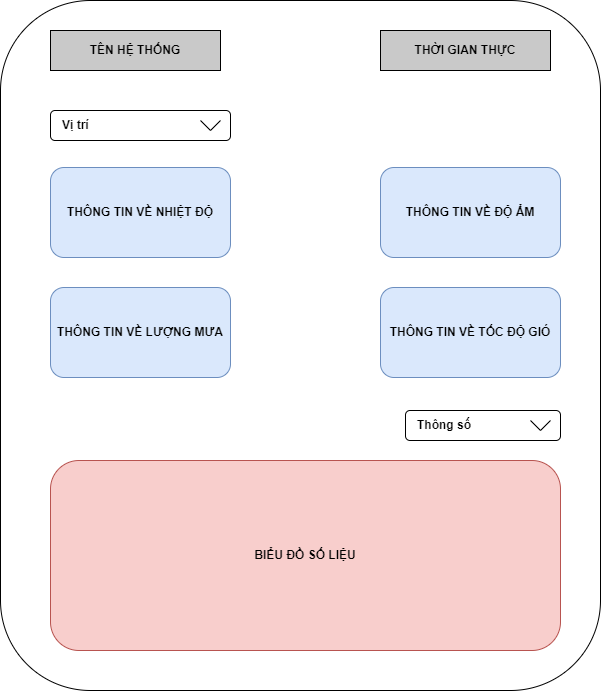 TÊN HỆ THỐNG
THỜI GIAN THỰC
Vị trí
THÔNG TIN VỀ NHIỆT ĐỘ
THÔNG TIN VỀ ĐỘ ẨM
THÔNG TIN VỀ LƯỢNG MƯA
THÔNG TIN VỀ TỐC ĐỘ GIÓ
Thông số
BIỂU ĐỒ SỐ LIỆU